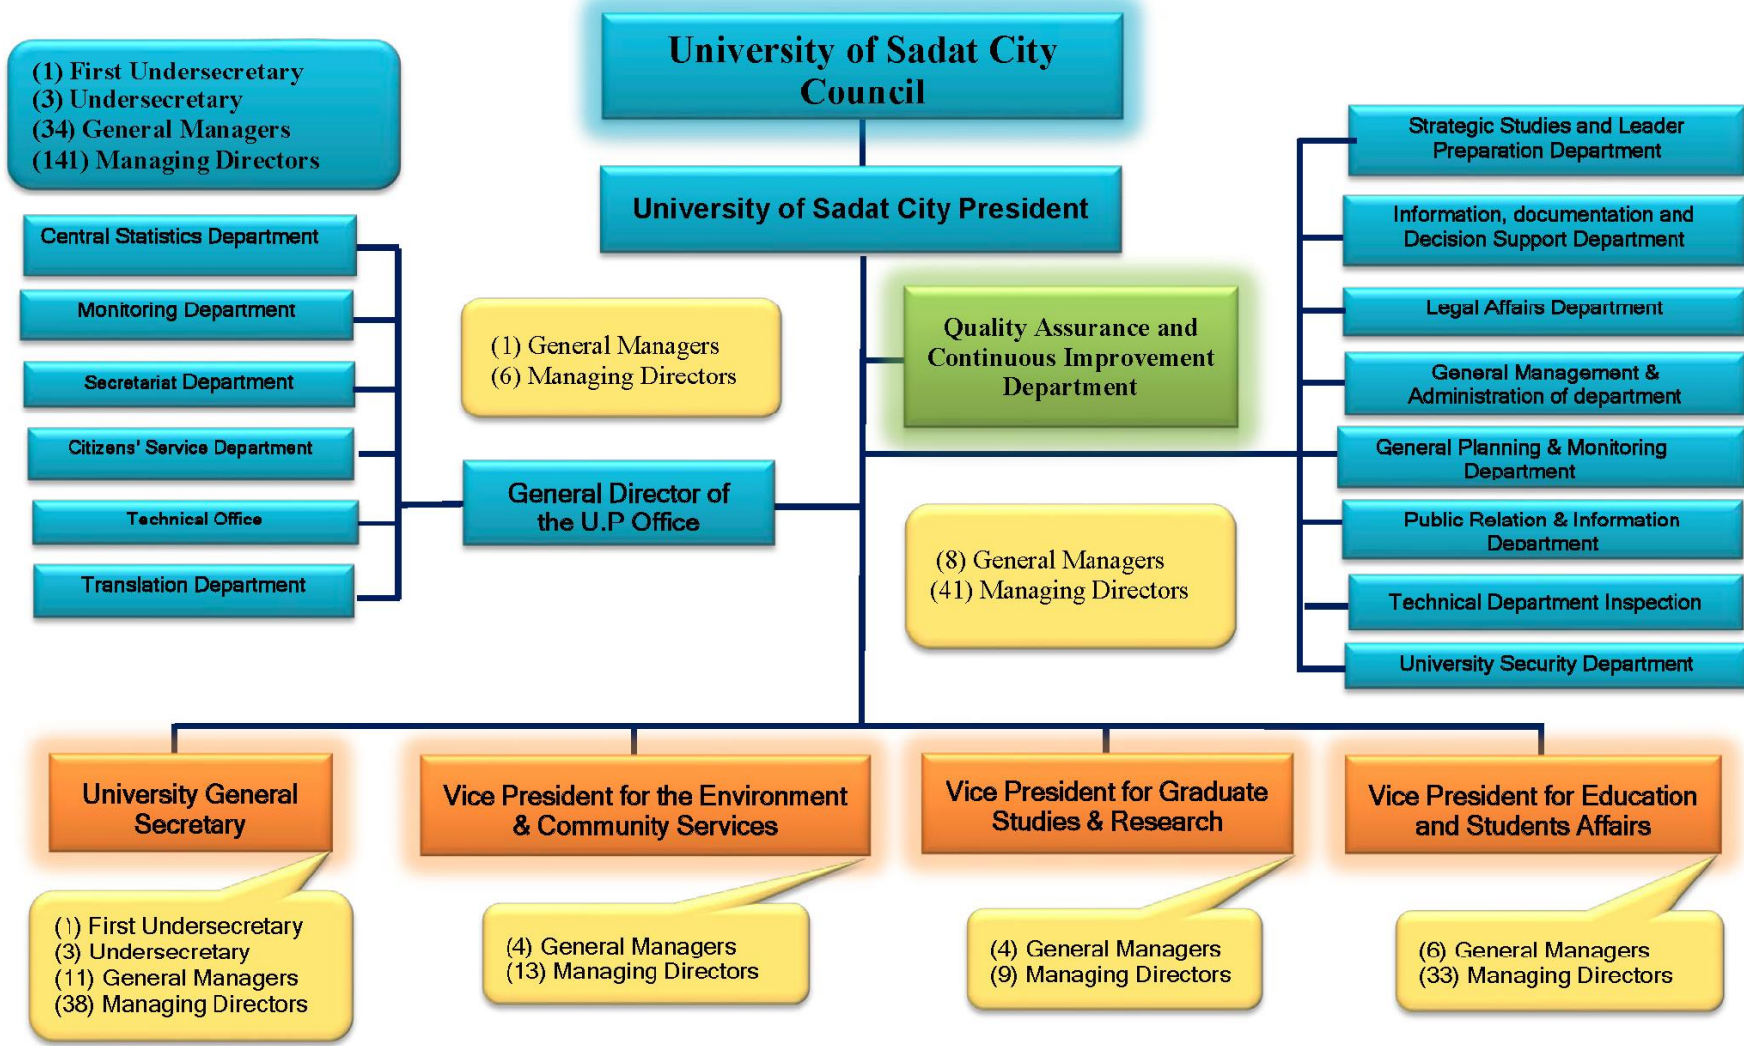 University of Sadat City
Council
(1) First Undersecretary
(3) Undersecretary
(34) General Managers
(141) Managing Directors
University of Sadat City President
Central Statistics Department
Monitoring Department
Secretariat Department
Citizens' Service Department
Technical Office
Translation Department
(1) General Managers
(6) Managing Directors
General Director of
the U.P Office
Quality Assurance and
Continuous Improvement
Department
(8) General Managers
(41) Managing Directors
Strategic Studies and Leader
Preparation Department
Information, documentation and
Decision Support Department
Legal Affairs Department
General Management &
Administration of department
General Planning & Monitoring
Department
Public Relation & Information
Department
Technical Department Inspection
University Security Department
University General
Secretary
Vice President for the Environment
& Community Services
Vice President for Graduate
Studies & Research
Vice President for Education
and Students Affairs
(1) First Undersecretary
(3) Undersecretary
(11) General Managers
(38) Managing Directors
(4) General Managers
(13) Managing Directors
(4) General Managers
(9) Managing Directors
(6) General Managers
(33) Managing Directors